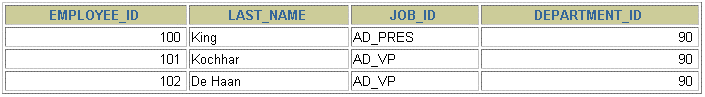 EMPLOYEE_ID LAST_NAME JOB_ID DEPARTMENT_ID
100 King AD_PRES 90
101 Kochhar AD_VP 90
102 De Haan AD_VP 90